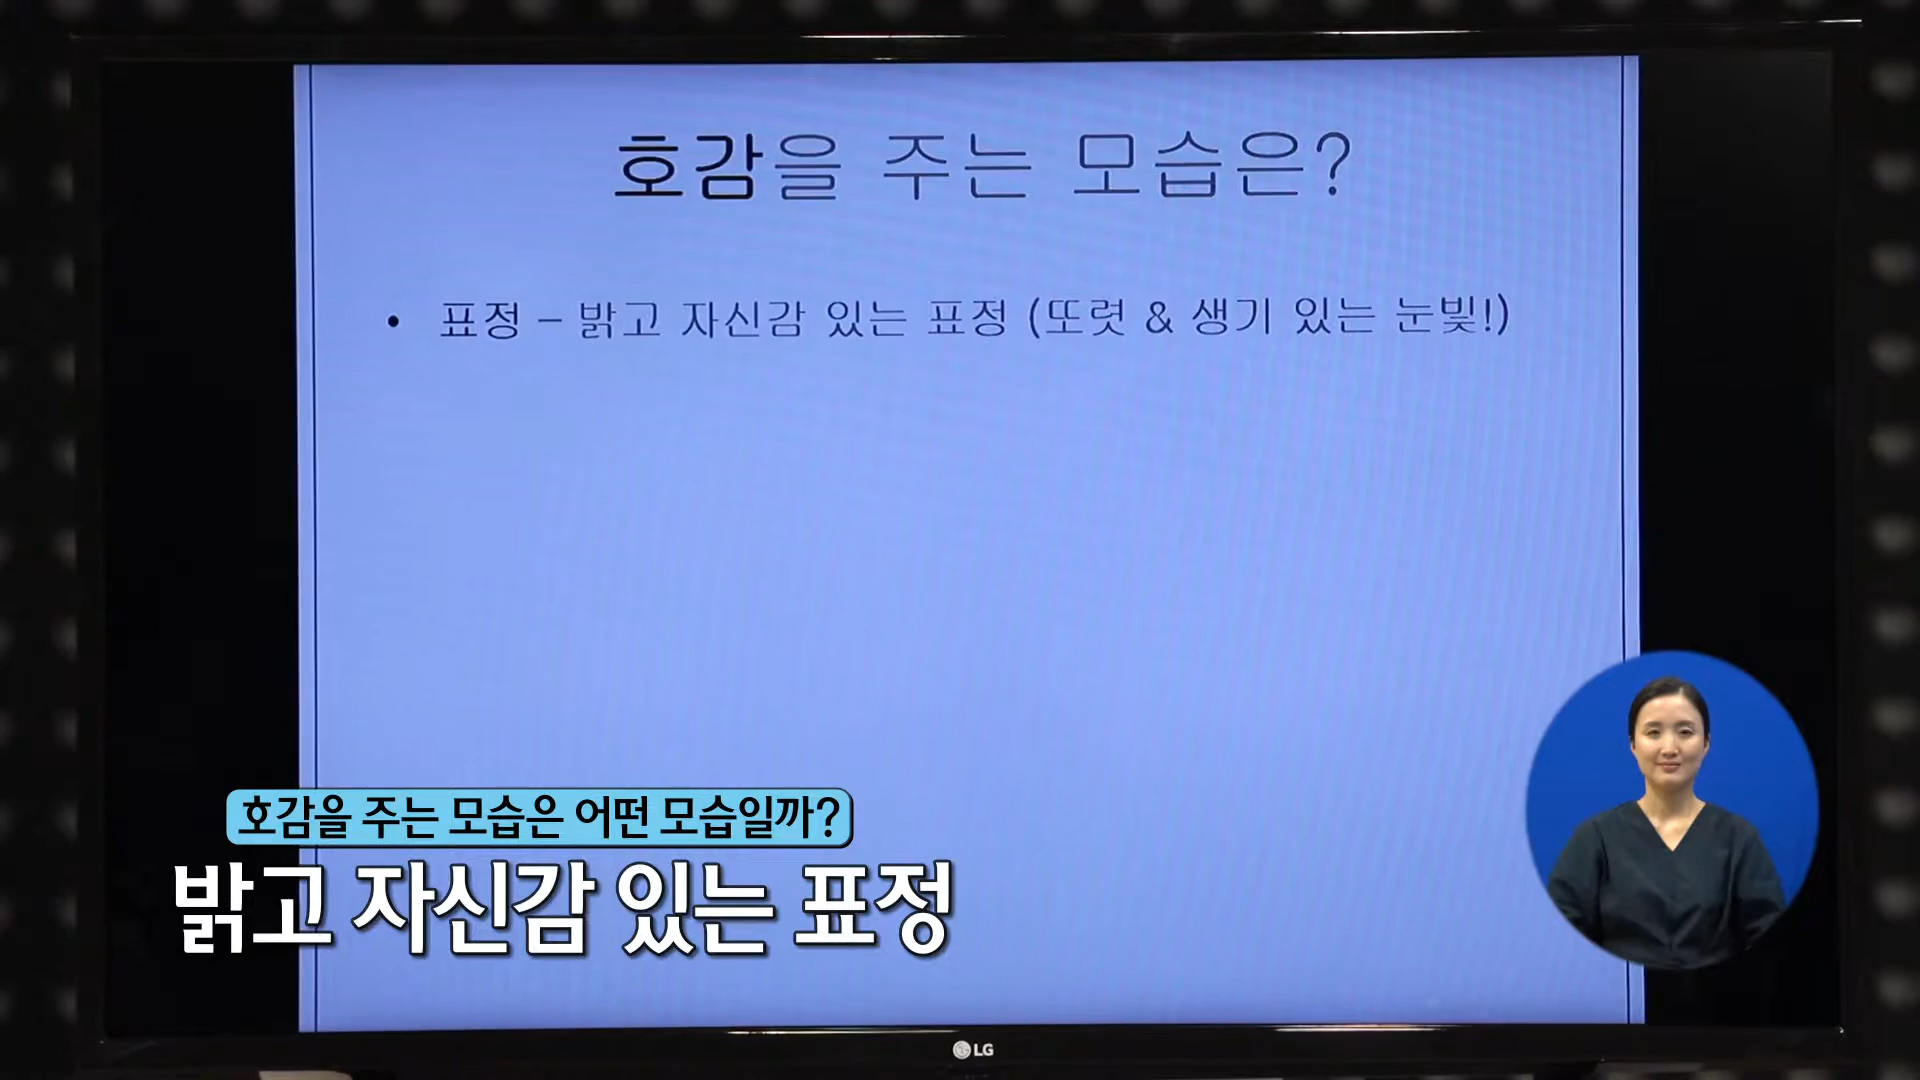 호감을 주는 모습은?
• 표정 – 밝고 자신감 있는 표정 (또렷 & 생기 있는 눈빛!)
호감을 주는 모습은 어떤 모습일까?
밝고 자신감 있는 표정
LG